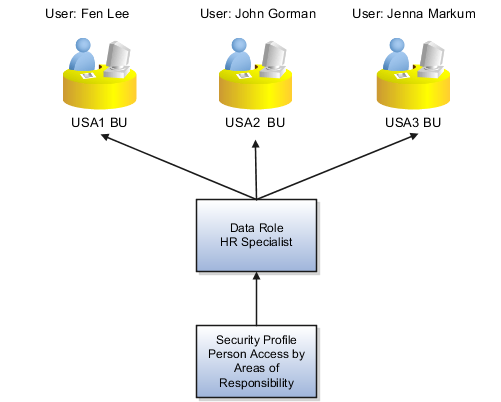 User: Fen Lee
User: John Gorman
User: Jenna Markum
USA1 BU
USA2 BU
USA3 BU
Data Role
HR Specialist
Security Profile
Person Access by
Areas of
Responsibility